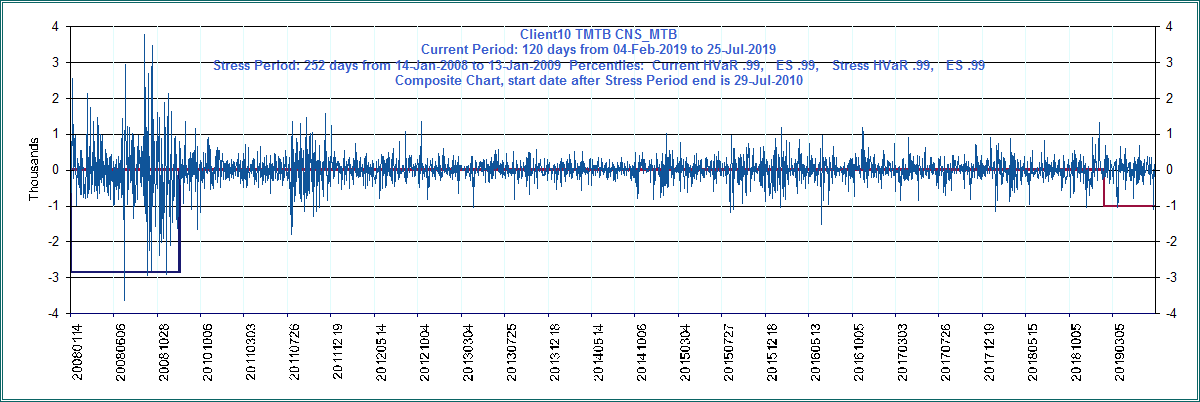 Client10 TMTB CNS_MTB
Current Period: 120 days from 04-Feb-2019 to 25-Jul-2019
Stress Period: 252 days from 14-Jan-2008 to 13-Jan-2009 Percentiles: Current HVaR .99, ES .99, Stress HVaR .99, ES .99
Composite Chart, start date after Stress Period end is 29-Jul-2010
4 4
3 3
2 2
1 1
0 0
-1 -1
-2 -2
-3 -3
-4 -4
Thousands
20080114 20080606 20081028 20101006 20110303 20110726 20111219 20120514 20121004 20130304 20130725 20131218 20140514 20141006 20150304 20150727 20151218 20160513 20161005 20170303 20170726 20171219 20180515 20181005 20190305